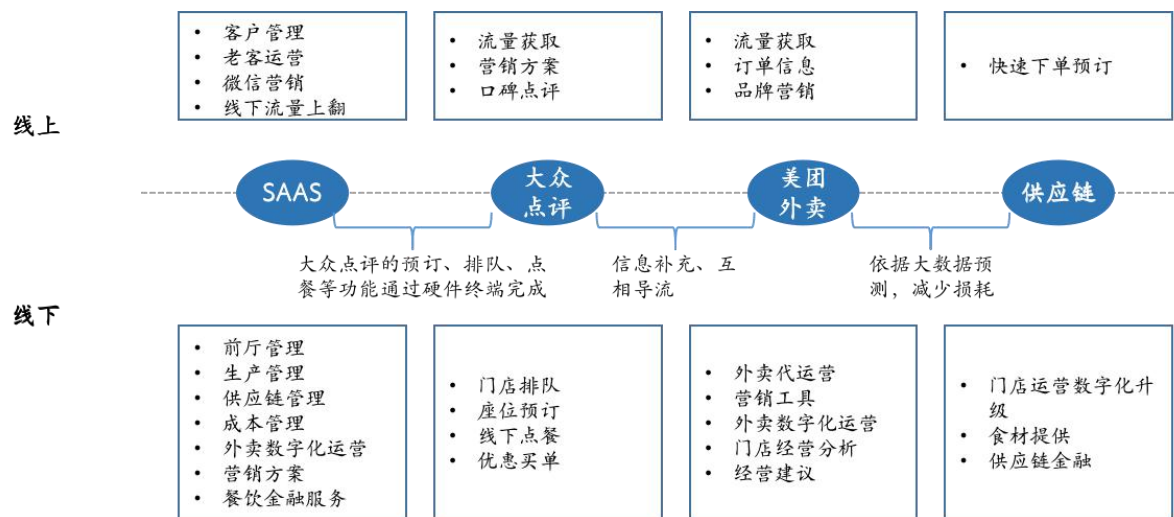 • 客户管理
• 老客运营
• 微信营销
• 线下流量上翻
• 流量获取
• 营销方案
• 口碑点评
• 流量获取
• 订单信息
• 品牌营销
• 快速下单预订
线上
SAAS
大众
点评
美团
外卖
供应链
大众点评的预订、排队、点
餐等功能通过硬件终端完成
信息补充、互
相导流
依据大数据预
测，减少损耗
线下
• 前厅管理
• 生产管理
• 供应链管理
• 成本管理
• 外卖数字化运营
• 营销方案
• 餐饮金融服务
• 门店排队
• 座位预订
• 线下点餐
• 优惠买单
• 外卖代运营
• 营销工具
• 外卖数字化运营
• 门店经营分析
• 经营建议
• 门店运营数字化升
级
• 食材提供
• 供应链金融